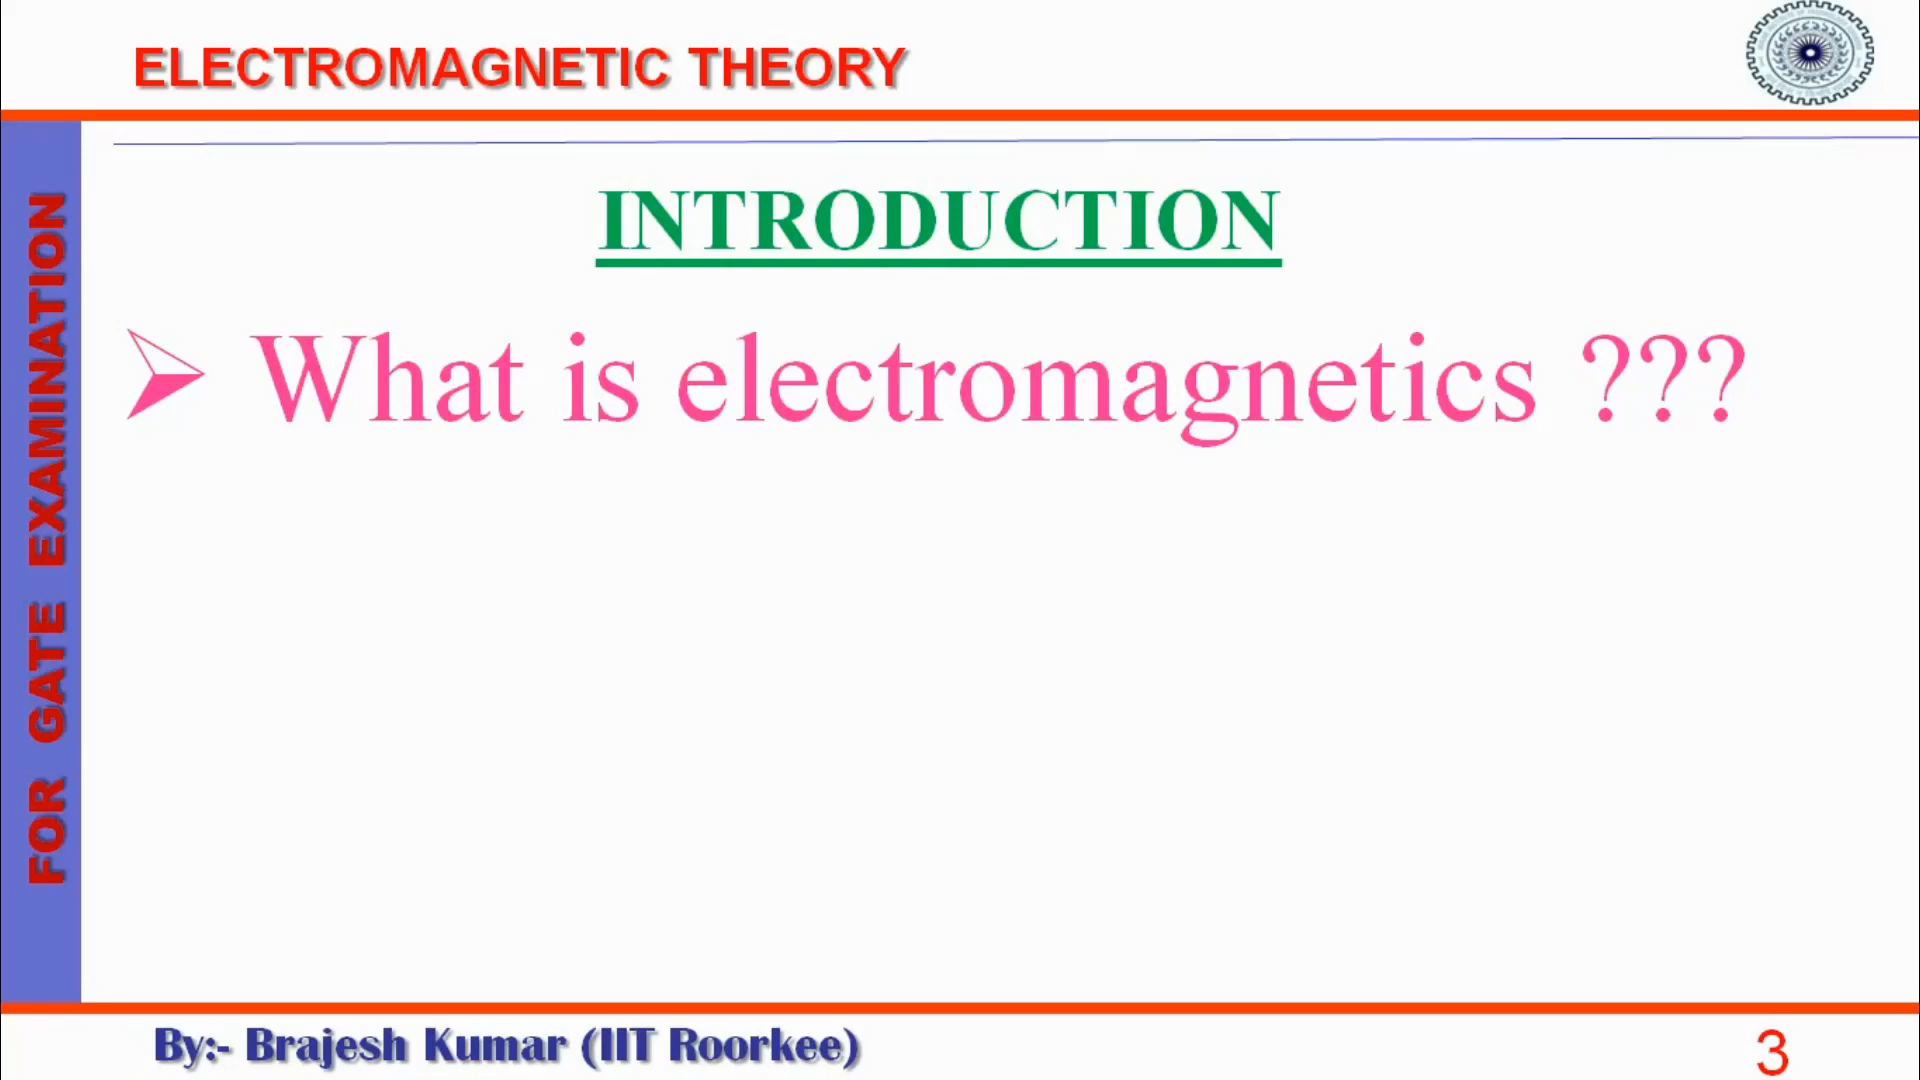 ELECTROMAGNETIC THEORY
INTRODUCTION
➢ What is electromagnetics ???
FOR GATE EXAMINATION
By:- Brajesh Kumar (IIT Roorkee)
3